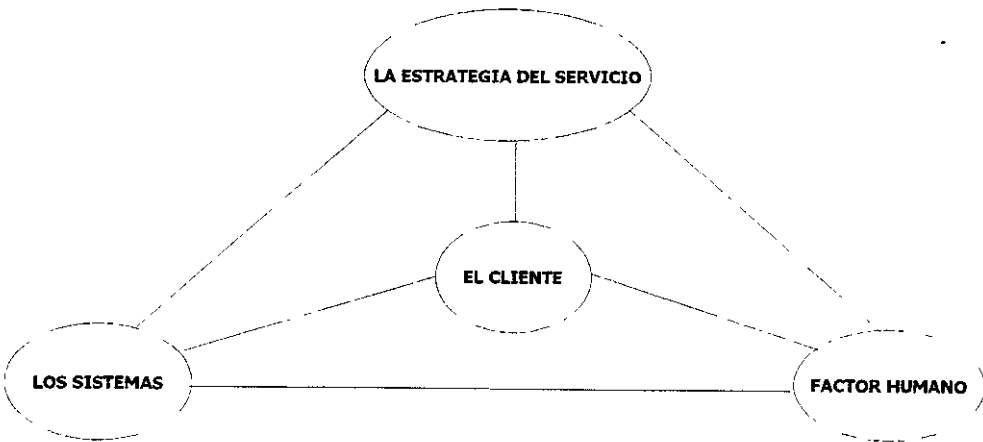 LA ESTRATEGIA DEL SERVICIO
EL CLIENTE
LOS SISTEMAS
FACTOR HUMANO